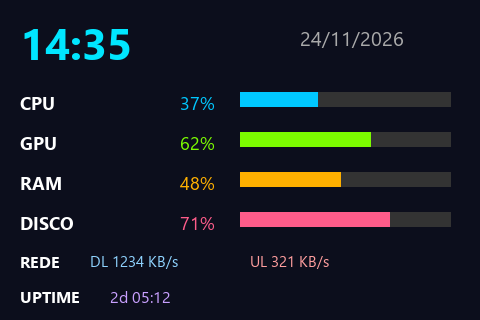 14:35 24/11/2026
CPU 37%
GPU 62%
RAM 48%
DISCO 71%
REDE DL 1234 KB/s UL 321 KB/s
UPTIME 2d 05:12